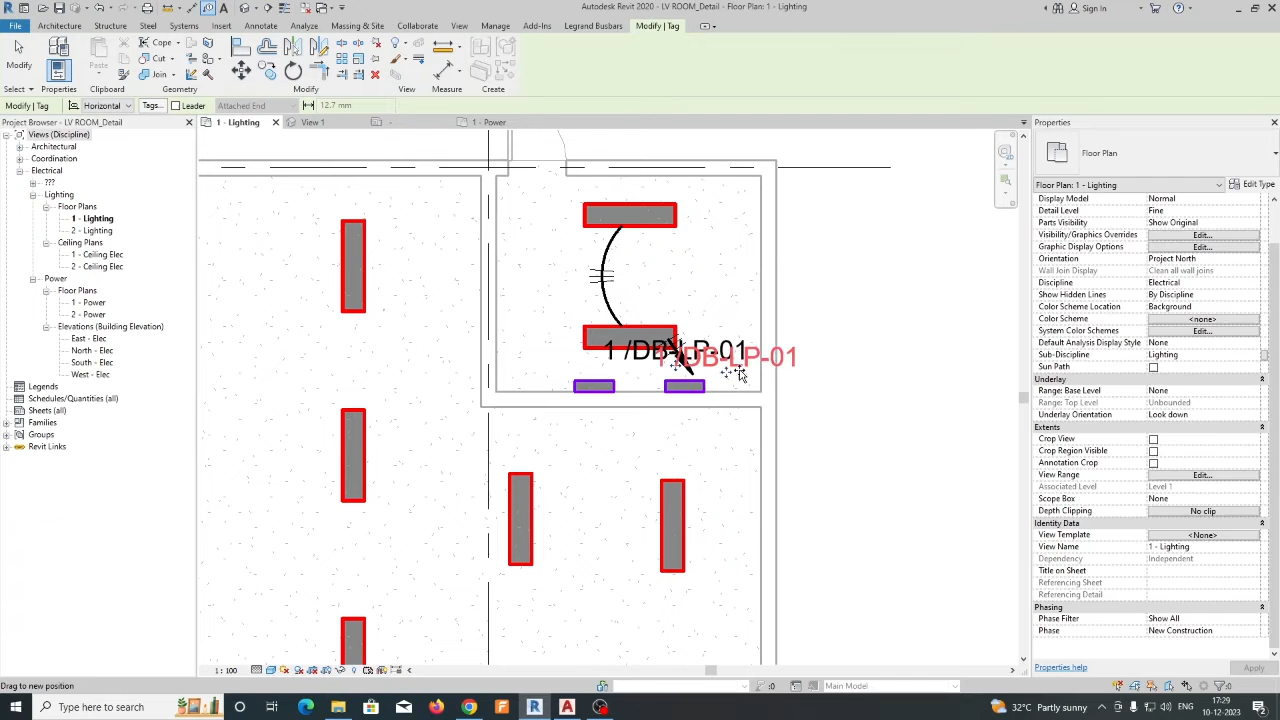 Autodesk Revit 2020 - LV ROOM_Detail - Floor Plan: 1 - Lighting
Sign In
File Architecture Structure Steel Systems Insert Annotate Analyze Massing & Site Collaborate View Manage Add-Ins Legrand Busbars Modify | Tag
Modify
Paste
Cope
Cut
Join
Select Properties Clipboard Geometry Modify View Measure Create
Modify | Tag Horizontal Tags... Leader Attached End 12.7 mm
Project Browser - LV ROOM_Detail
1 - Lighting View 1 1 - Power
Views (Discipline)
Architectural
Coordination
Electrical
???
Lighting
Floor Plans
1 - Lighting
2 - Lighting
Ceiling Plans
1 - Ceiling Elec
2 - Ceiling Elec
Power
Floor Plans
1 - Power
2 - Power
Elevations (Building Elevation)
East - Elec
North - Elec
South - Elec
West - Elec
Legends
Schedules/Quantities (all)
Sheets (all)
Families
Groups
Revit Links
1 /DB-LP-01
DB-LP-01
Properties
Floor Plan
Floor Plan: 1 - Lighting Edit Type
Display Model Normal
Detail Level Fine
Parts Visibility Show Original
Visibility/Graphics Overrides Edit...
Graphic Display Options Edit...
Orientation Project North
Wall Join Display Clean all wall joins
Discipline Electrical
Show Hidden Lines By Discipline
Color Scheme Location Background
Color Scheme <none>
System Color Schemes Edit...
Default Analysis Display Style None
Sub-Discipline Lighting
Sun Path
Underlay
Range: Base Level None
Range: Top Level Unbounded
Underlay Orientation Look down
Extents
Crop View
Crop Region Visible
Annotation Crop
View Range Edit...
Associated Level Level 1
Scope Box None
Depth Clipping No clip
Identity Data
View Template <None>
View Name 1 - Lighting
Dependency Independent
Title on Sheet
Referencing Sheet
Referencing Detail
Phasing
Phase Filter Show All
Phase New Construction
Properties help Apply
1 : 100
Drag to new position :0 Main Model :0
Type here to search
32°C Partly sunny
ENG
17:29
10-12-2023